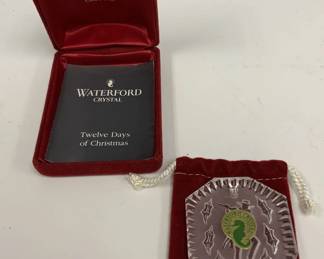 WATERFORD
CRYSTAL
Twelve Days
of Christmas